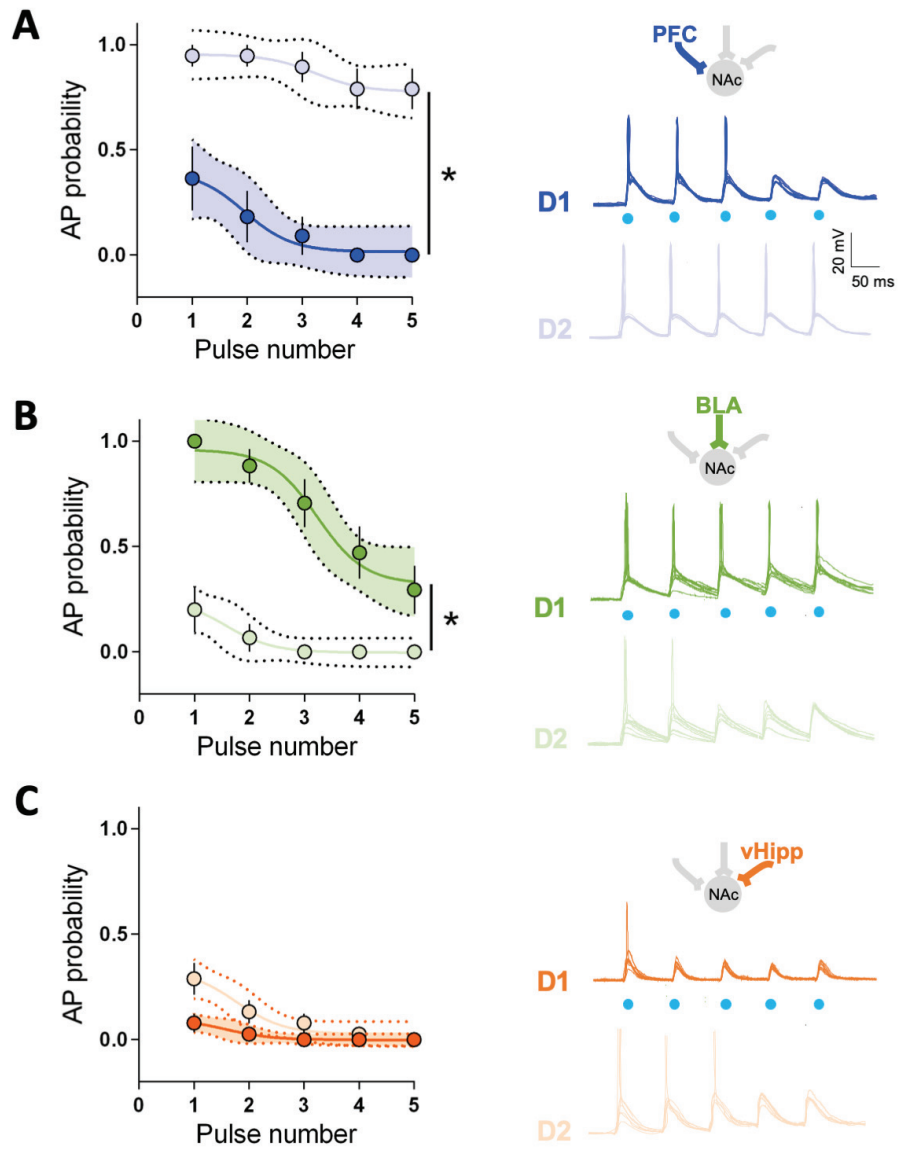 A
AP probability
1.0
0.5
0.0
0 1 2 3 4 5
Pulse number
*
PFC
NAc
D1
20 mV
50 ms
D2
B
AP probability
1.0
0.5
0.0
0 1 2 3 4 5
Pulse number
*
BLA
NAc
D1
D2
C
AP probability
1.0
0.5
0.0
0 1 2 3 4 5
Pulse number
vHipp
NAc
D1
D2